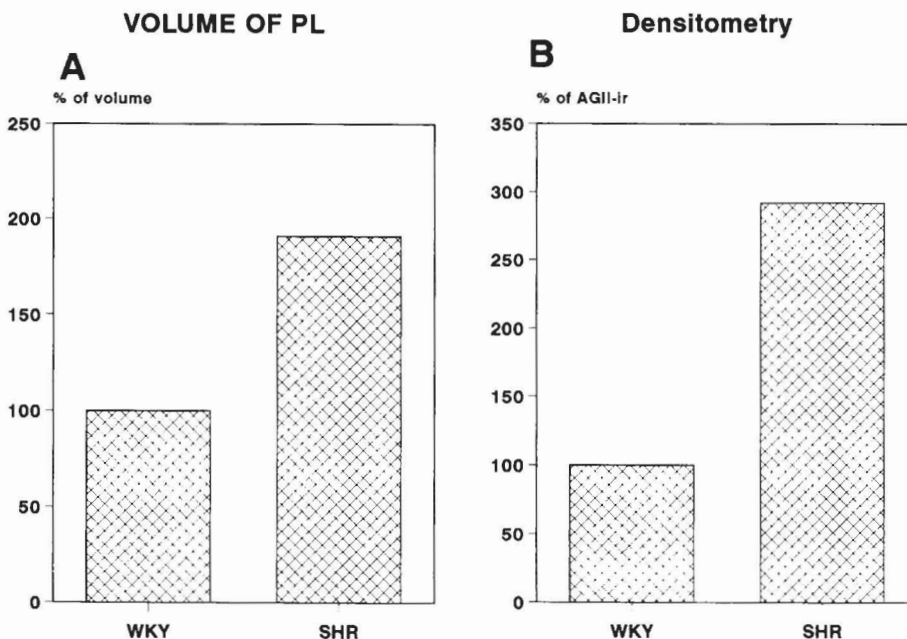 VOLUME OF PL
A
% of volume
250
200
150
100
50
0
WKY SHR
Densitometry
B
% of AGII-ir
350
300
250
200
150
100
50
0
WKY SHR